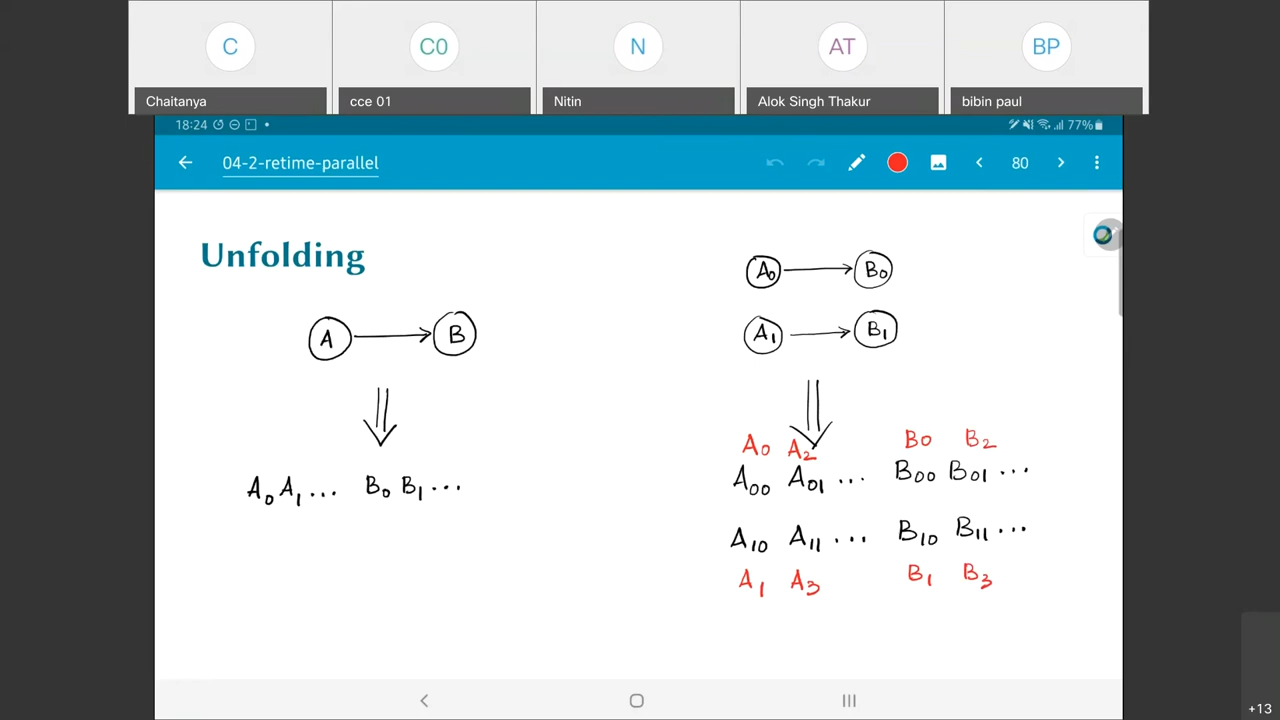 C C0 N AT BP
Chaitanya cce 01 Nitin Alok Singh Thakur bibin paul
18:24 77%
04-2-retime-parallel 80
Unfolding
A B
A0 A1 ... B0 B1 ...
A0 B0
A1 B1
A0 A2 B0 B2
A00 A01 ... B00 B01 ...
A10 A11 ... B10 B11 ...
A1 A3 B1 B3
+13